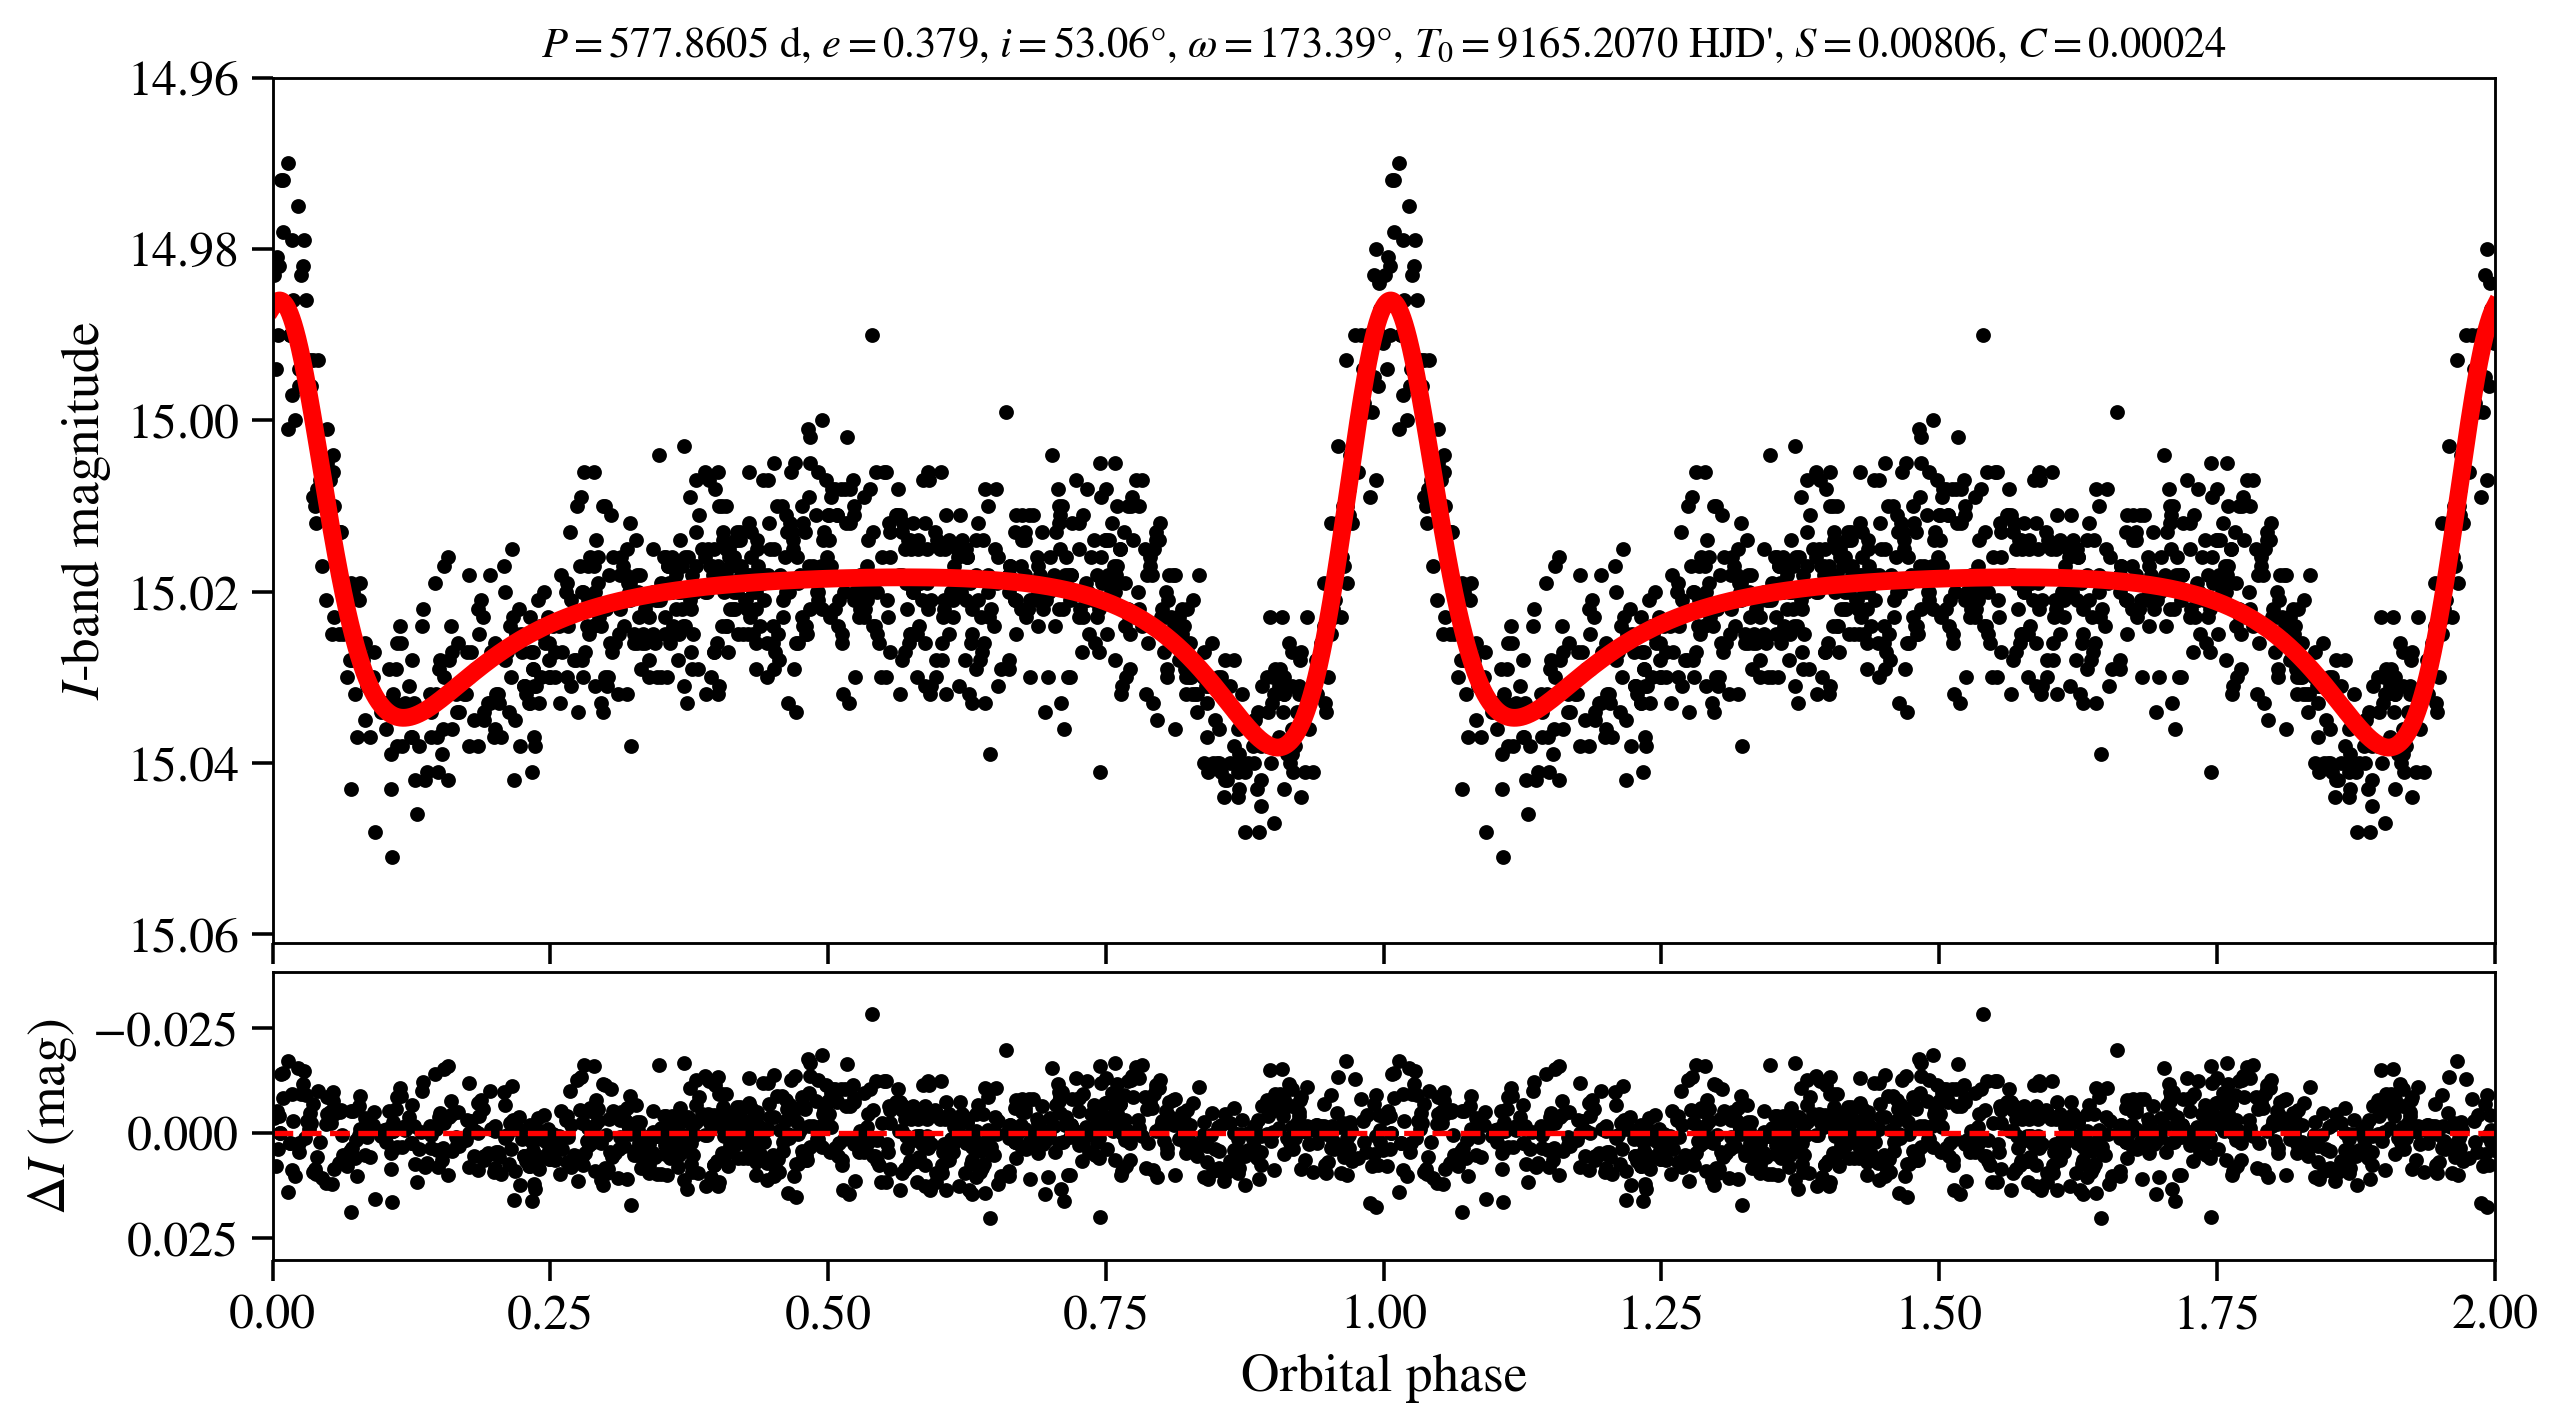 P = 577.8605 d, e = 0.379, i = 53.06°, ω = 173.39°, T₀ = 9165.2070 HJD', S = 0.00806, C = 0.00024
14.96
14.98
15.00
15.02
15.04
15.06
I-band magnitude
−0.025
0.000
0.025
ΔI (mag)
0.00 0.25 0.50 0.75 1.00 1.25 1.50 1.75 2.00
Orbital phase